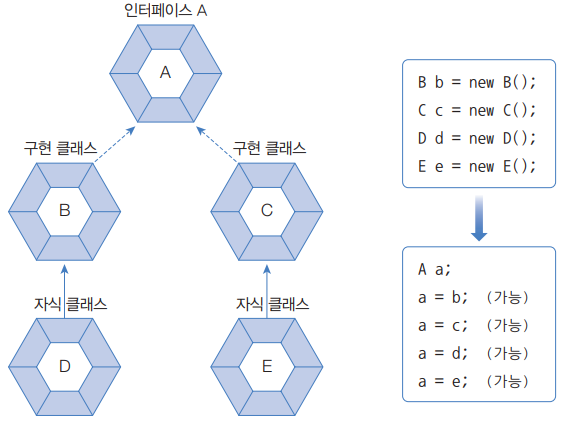 인터페이스 A
A
구현 클래스
구현 클래스
B
C
자식 클래스
자식 클래스
D
E
B b = new B();
C c = new C();
D d = new D();
E e = new E();
A a;
a = b; (가능)
a = c; (가능)
a = d; (가능)
a = e; (가능)